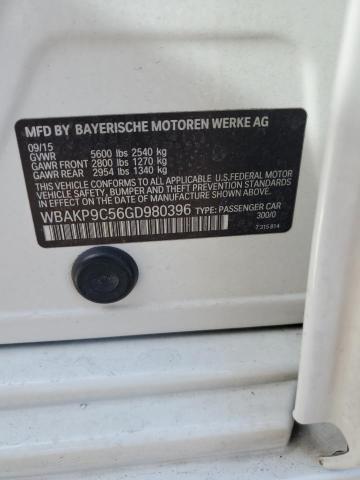 MFD BY BAYERISCHE MOTOREN WERKE AG
09/15
GVWR 5600 lbs 2540 kg
GAWR FRONT 2800 lbs 1270 kg
GAWR REAR 2954 lbs 1340 kg
THIS VEHICLE CONFORMS TO ALL APPLICABLE U.S. FEDERAL MOTOR
VEHICLE SAFETY, BUMPER, AND THEFT PREVENTION STANDARDS
IN EFFECT ON THE DATE OF MANUFACTURE SHOWN ABOVE.
WBAKP9C56GD980396 TYPE: PASSENGER CAR
300/0
7 315 814